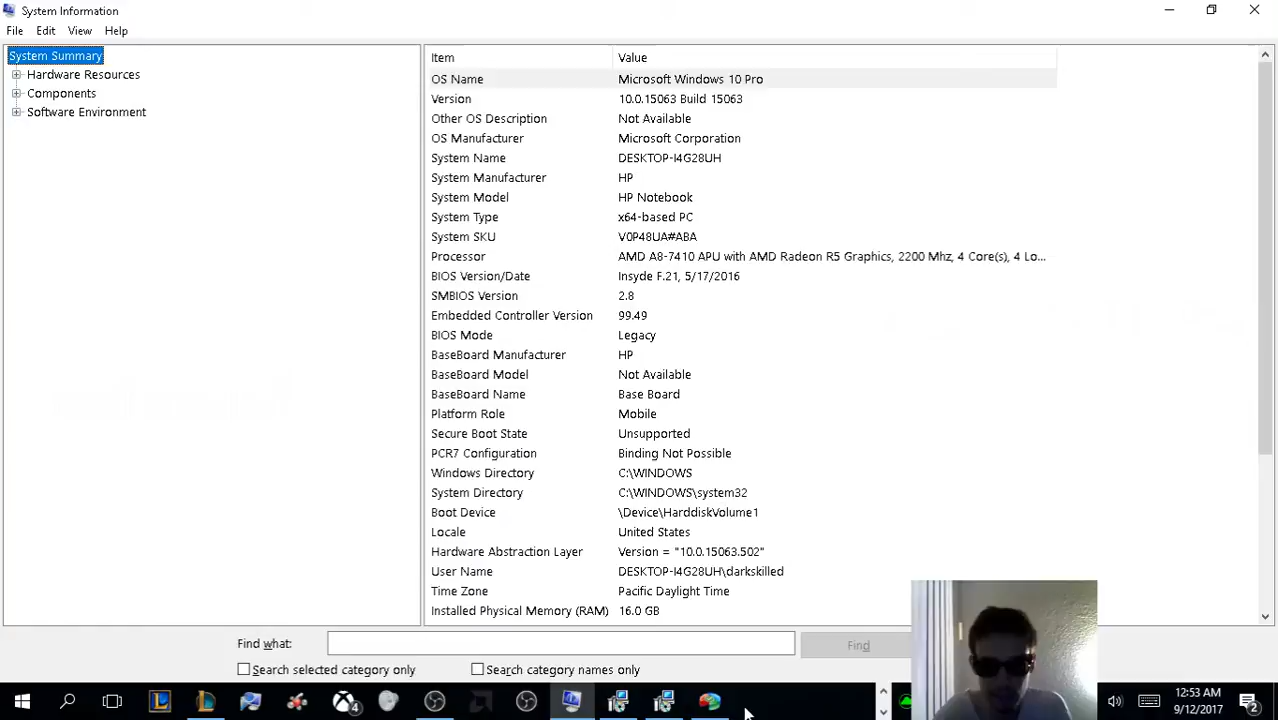 System Information
File Edit View Help
System Summary
Hardware Resources
Components
Software Environment
Item Value
OS Name Microsoft Windows 10 Pro
Version 10.0.15063 Build 15063
Other OS Description Not Available
OS Manufacturer Microsoft Corporation
System Name DESKTOP-I4G28UH
System Manufacturer HP
System Model HP Notebook
System Type x64-based PC
System SKU V0P48UA#ABA
Processor AMD A8-7410 APU with AMD Radeon R5 Graphics, 2200 Mhz, 4 Core(s), 4 Lo...
BIOS Version/Date Insyde F.21, 5/17/2016
SMBIOS Version 2.8
Embedded Controller Version 99.49
BIOS Mode Legacy
BaseBoard Manufacturer HP
BaseBoard Model Not Available
BaseBoard Name Base Board
Platform Role Mobile
Secure Boot State Unsupported
PCR7 Configuration Binding Not Possible
Windows Directory C:\WINDOWS
System Directory C:\WINDOWS\system32
Boot Device \Device\HarddiskVolume1
Locale United States
Hardware Abstraction Layer Version = "10.0.15063.502"
User Name DESKTOP-I4G28UH\darkskilled
Time Zone Pacific Daylight Time
Installed Physical Memory (RAM) 16.0 GB
Find what: Find
Search selected category only Search category names only
L 4 12:53 AM
9/12/2017 2